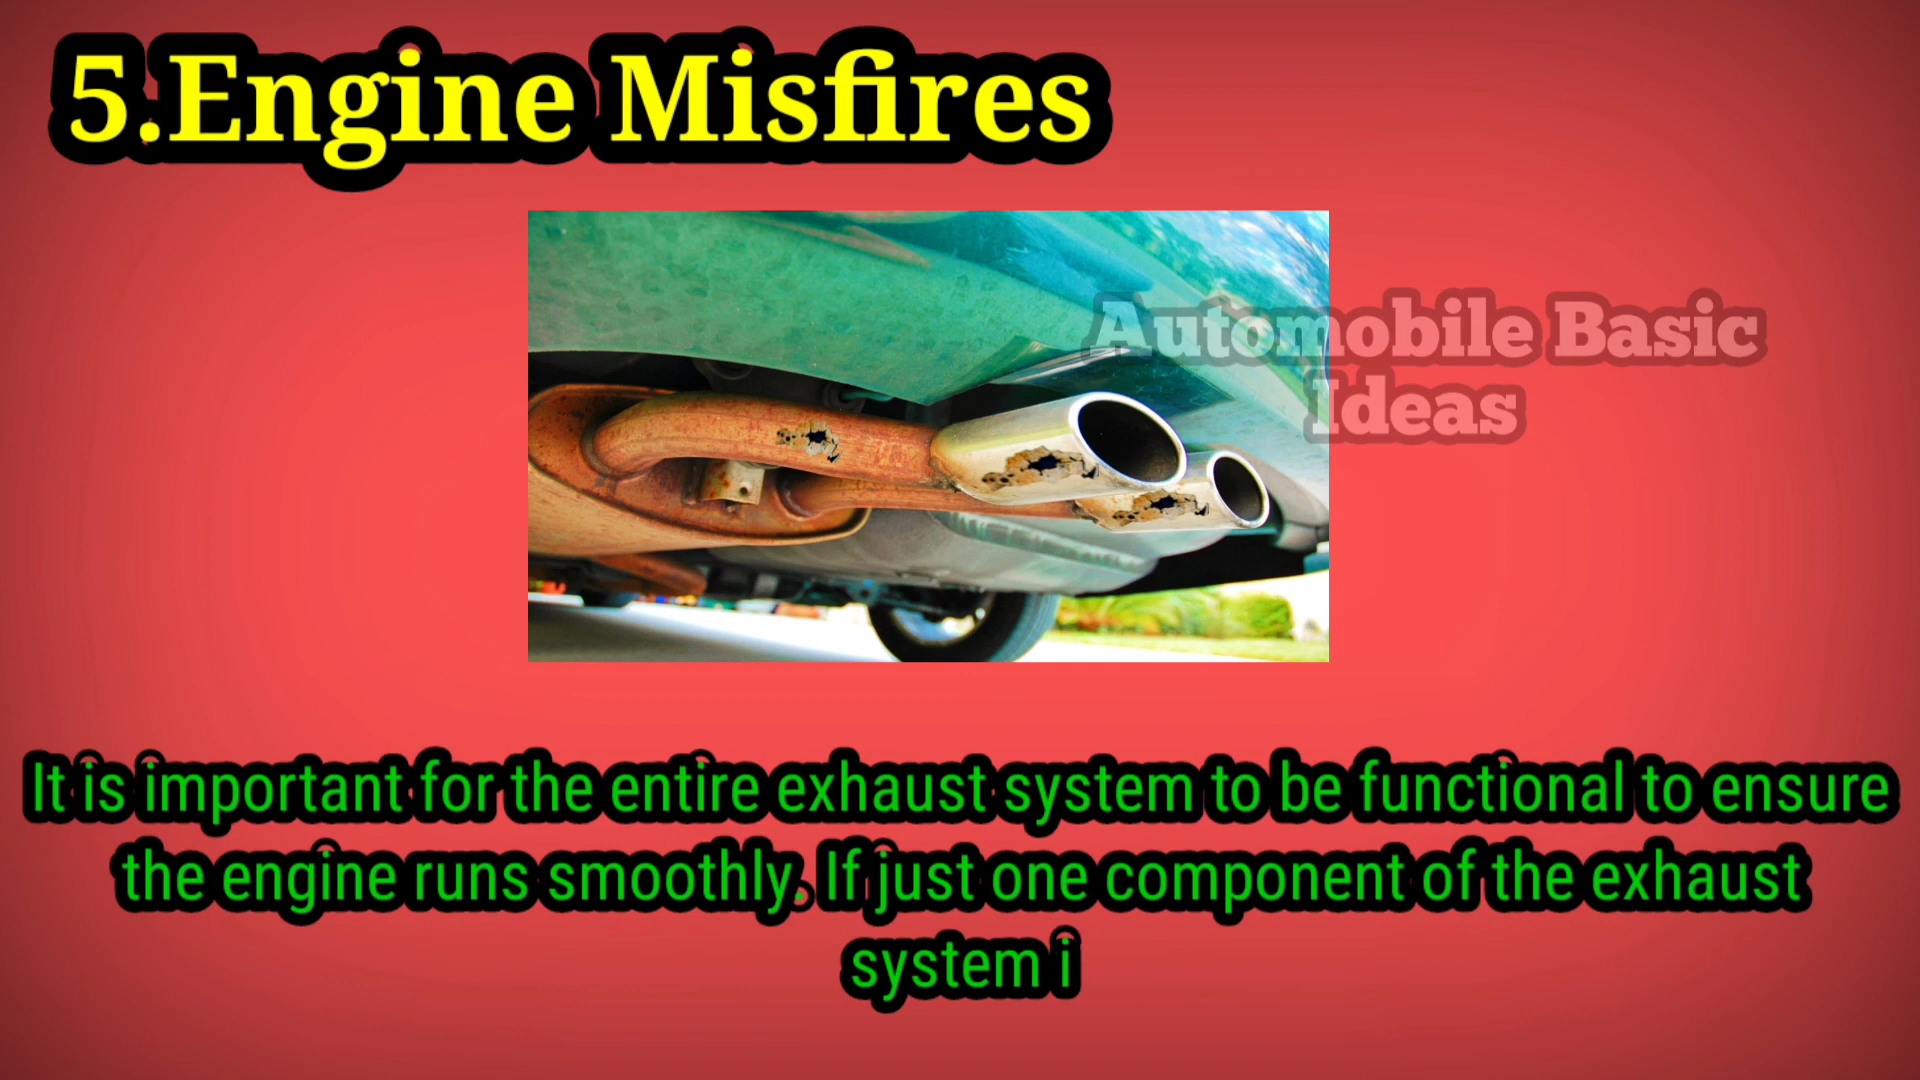 5.Engine Misfires
Automobile Basic
Ideas
It is important for the entire exhaust system to be functional to ensure
the engine runs smoothly. If just one component of the exhaust
system i